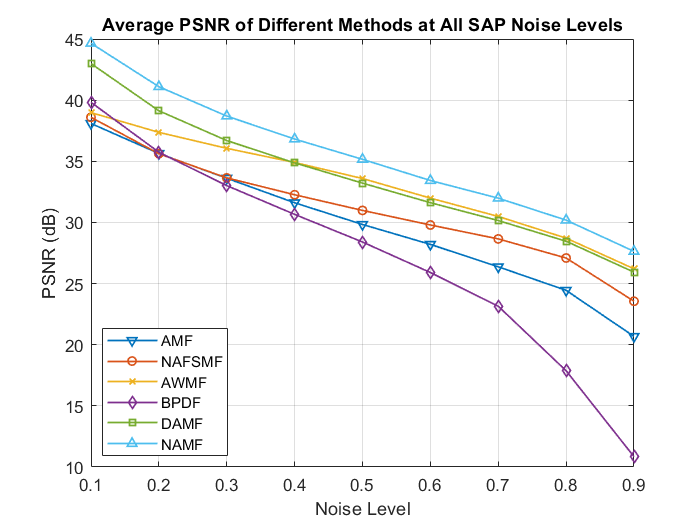 Average PSNR of Different Methods at All SAP Noise Levels
45
40
35
30
25
20
15
10
PSNR (dB)
AMF
NAFSMF
AWMF
BPDF
DAMF
NAMF
0.1 0.2 0.3 0.4 0.5 0.6 0.7 0.8 0.9
Noise Level